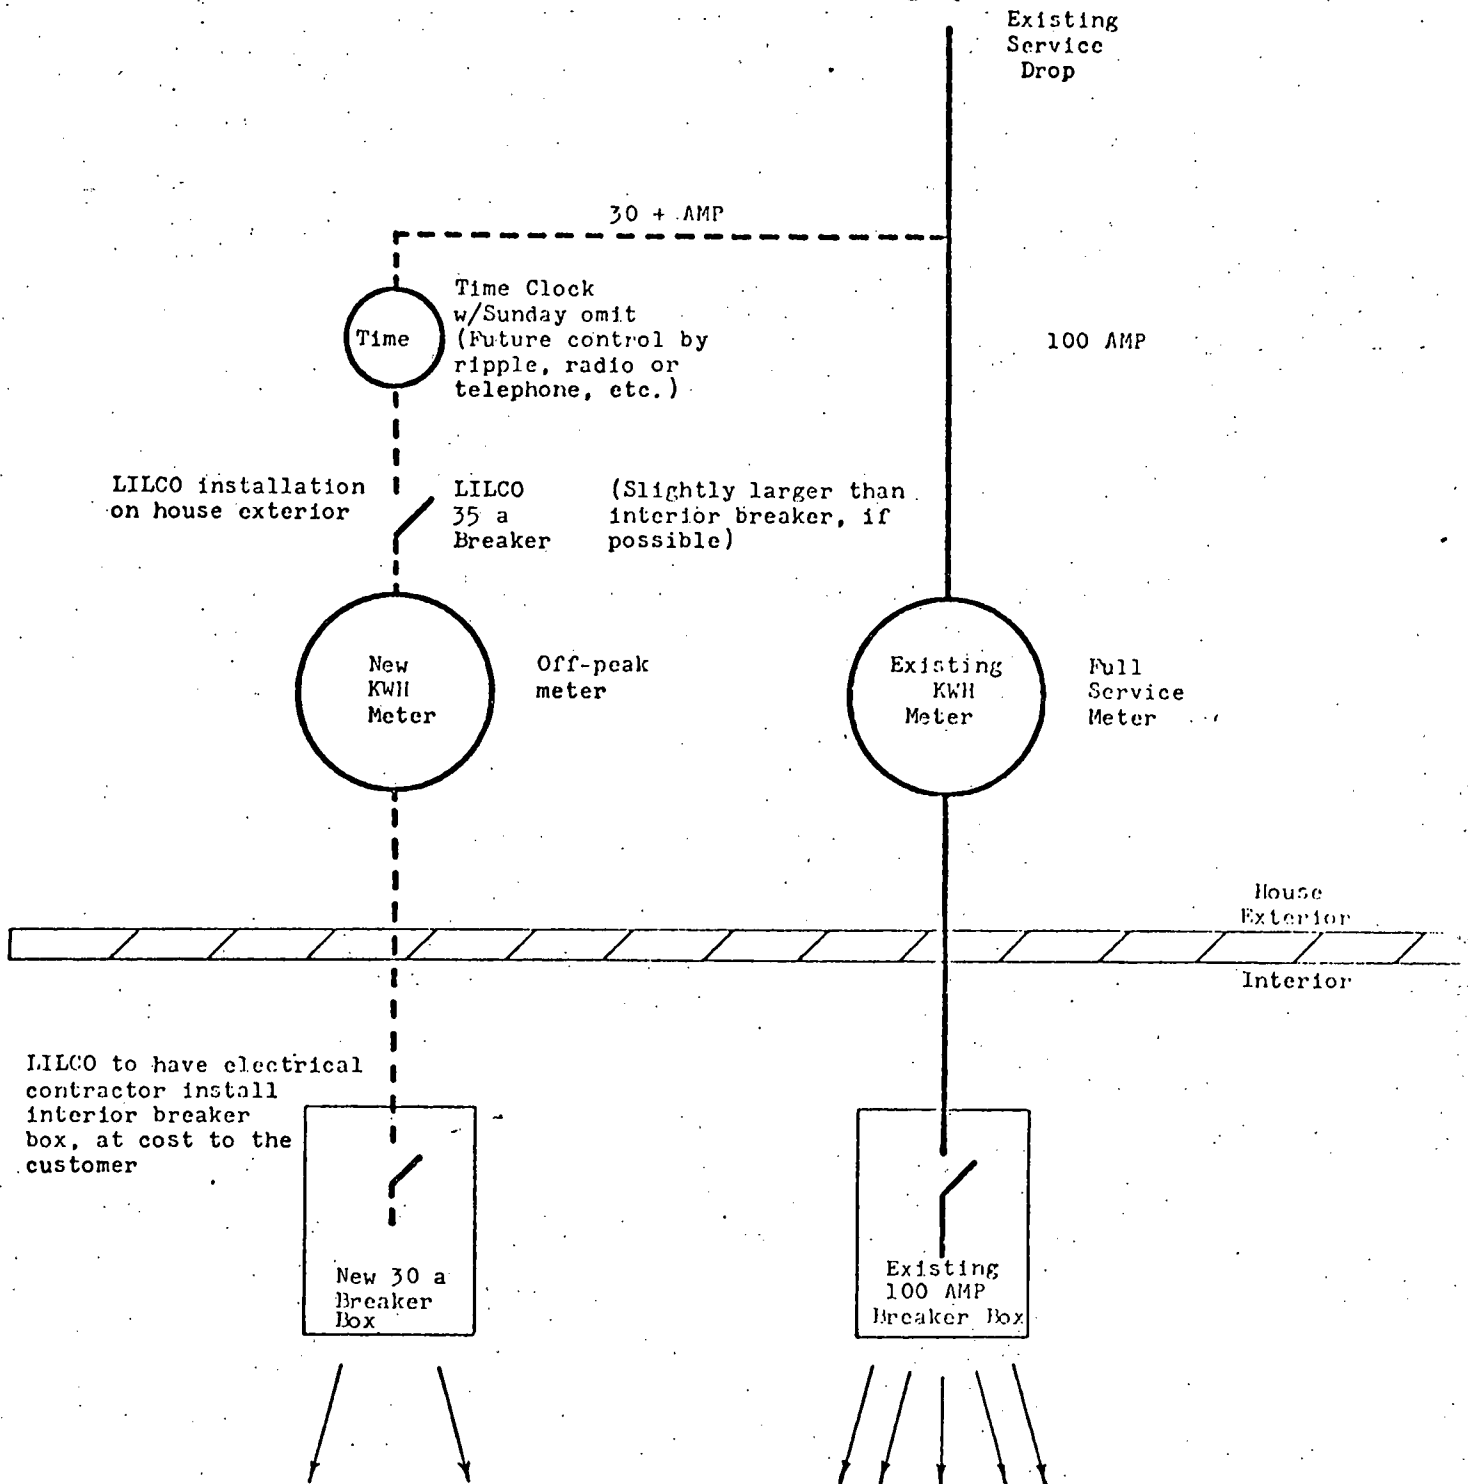 Existing
Service
Drop
30 + AMP
Time Clock
w/Sunday omit
(Future control by
ripple, radio or
telephone, etc.)
Time
100 AMP
LILCO installation
on house exterior
LILCO
35 a
Breaker
(Slightly larger than
interior breaker, if
possible)
New
KWH
Meter
Off-peak
meter
Existing
KWH
Meter
Full
Service
Meter
House
Exterior
Interior
LILCO to have electrical
contractor install
interior breaker
box, at cost to the
customer
New 30 a
Breaker
Box
Existing
100 AMP
Breaker Box